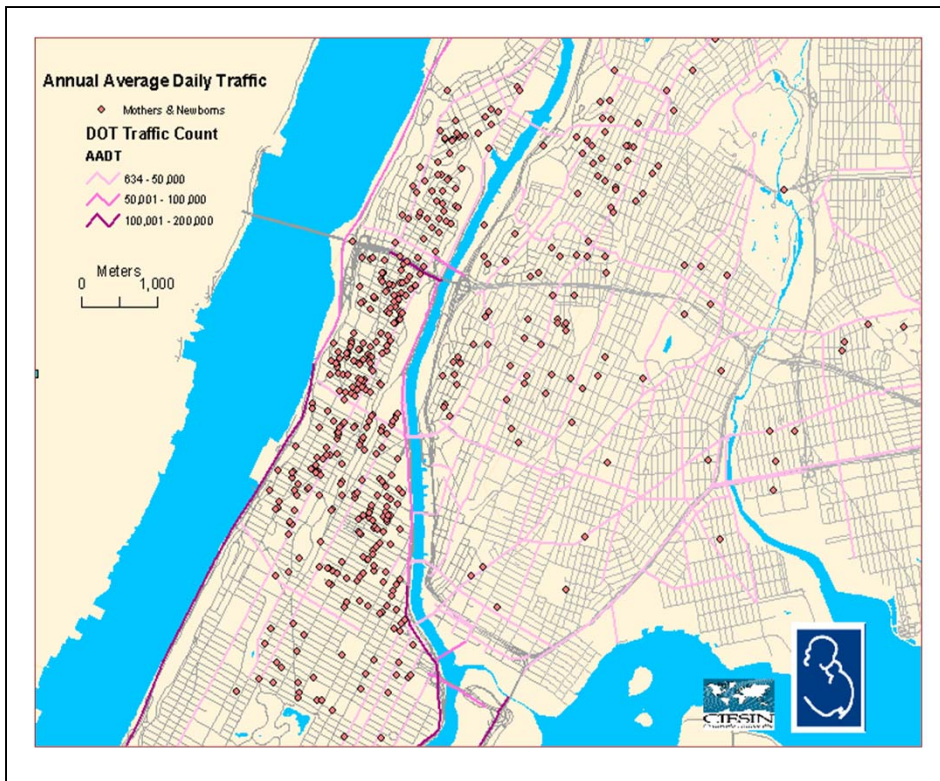 Annual Average Daily Traffic
Mothers & Newborns
DOT Traffic Count
AADT
634 - 50,000
50,001 - 100,000
100,001 - 200,000
Meters
0 1,000
CIESIN